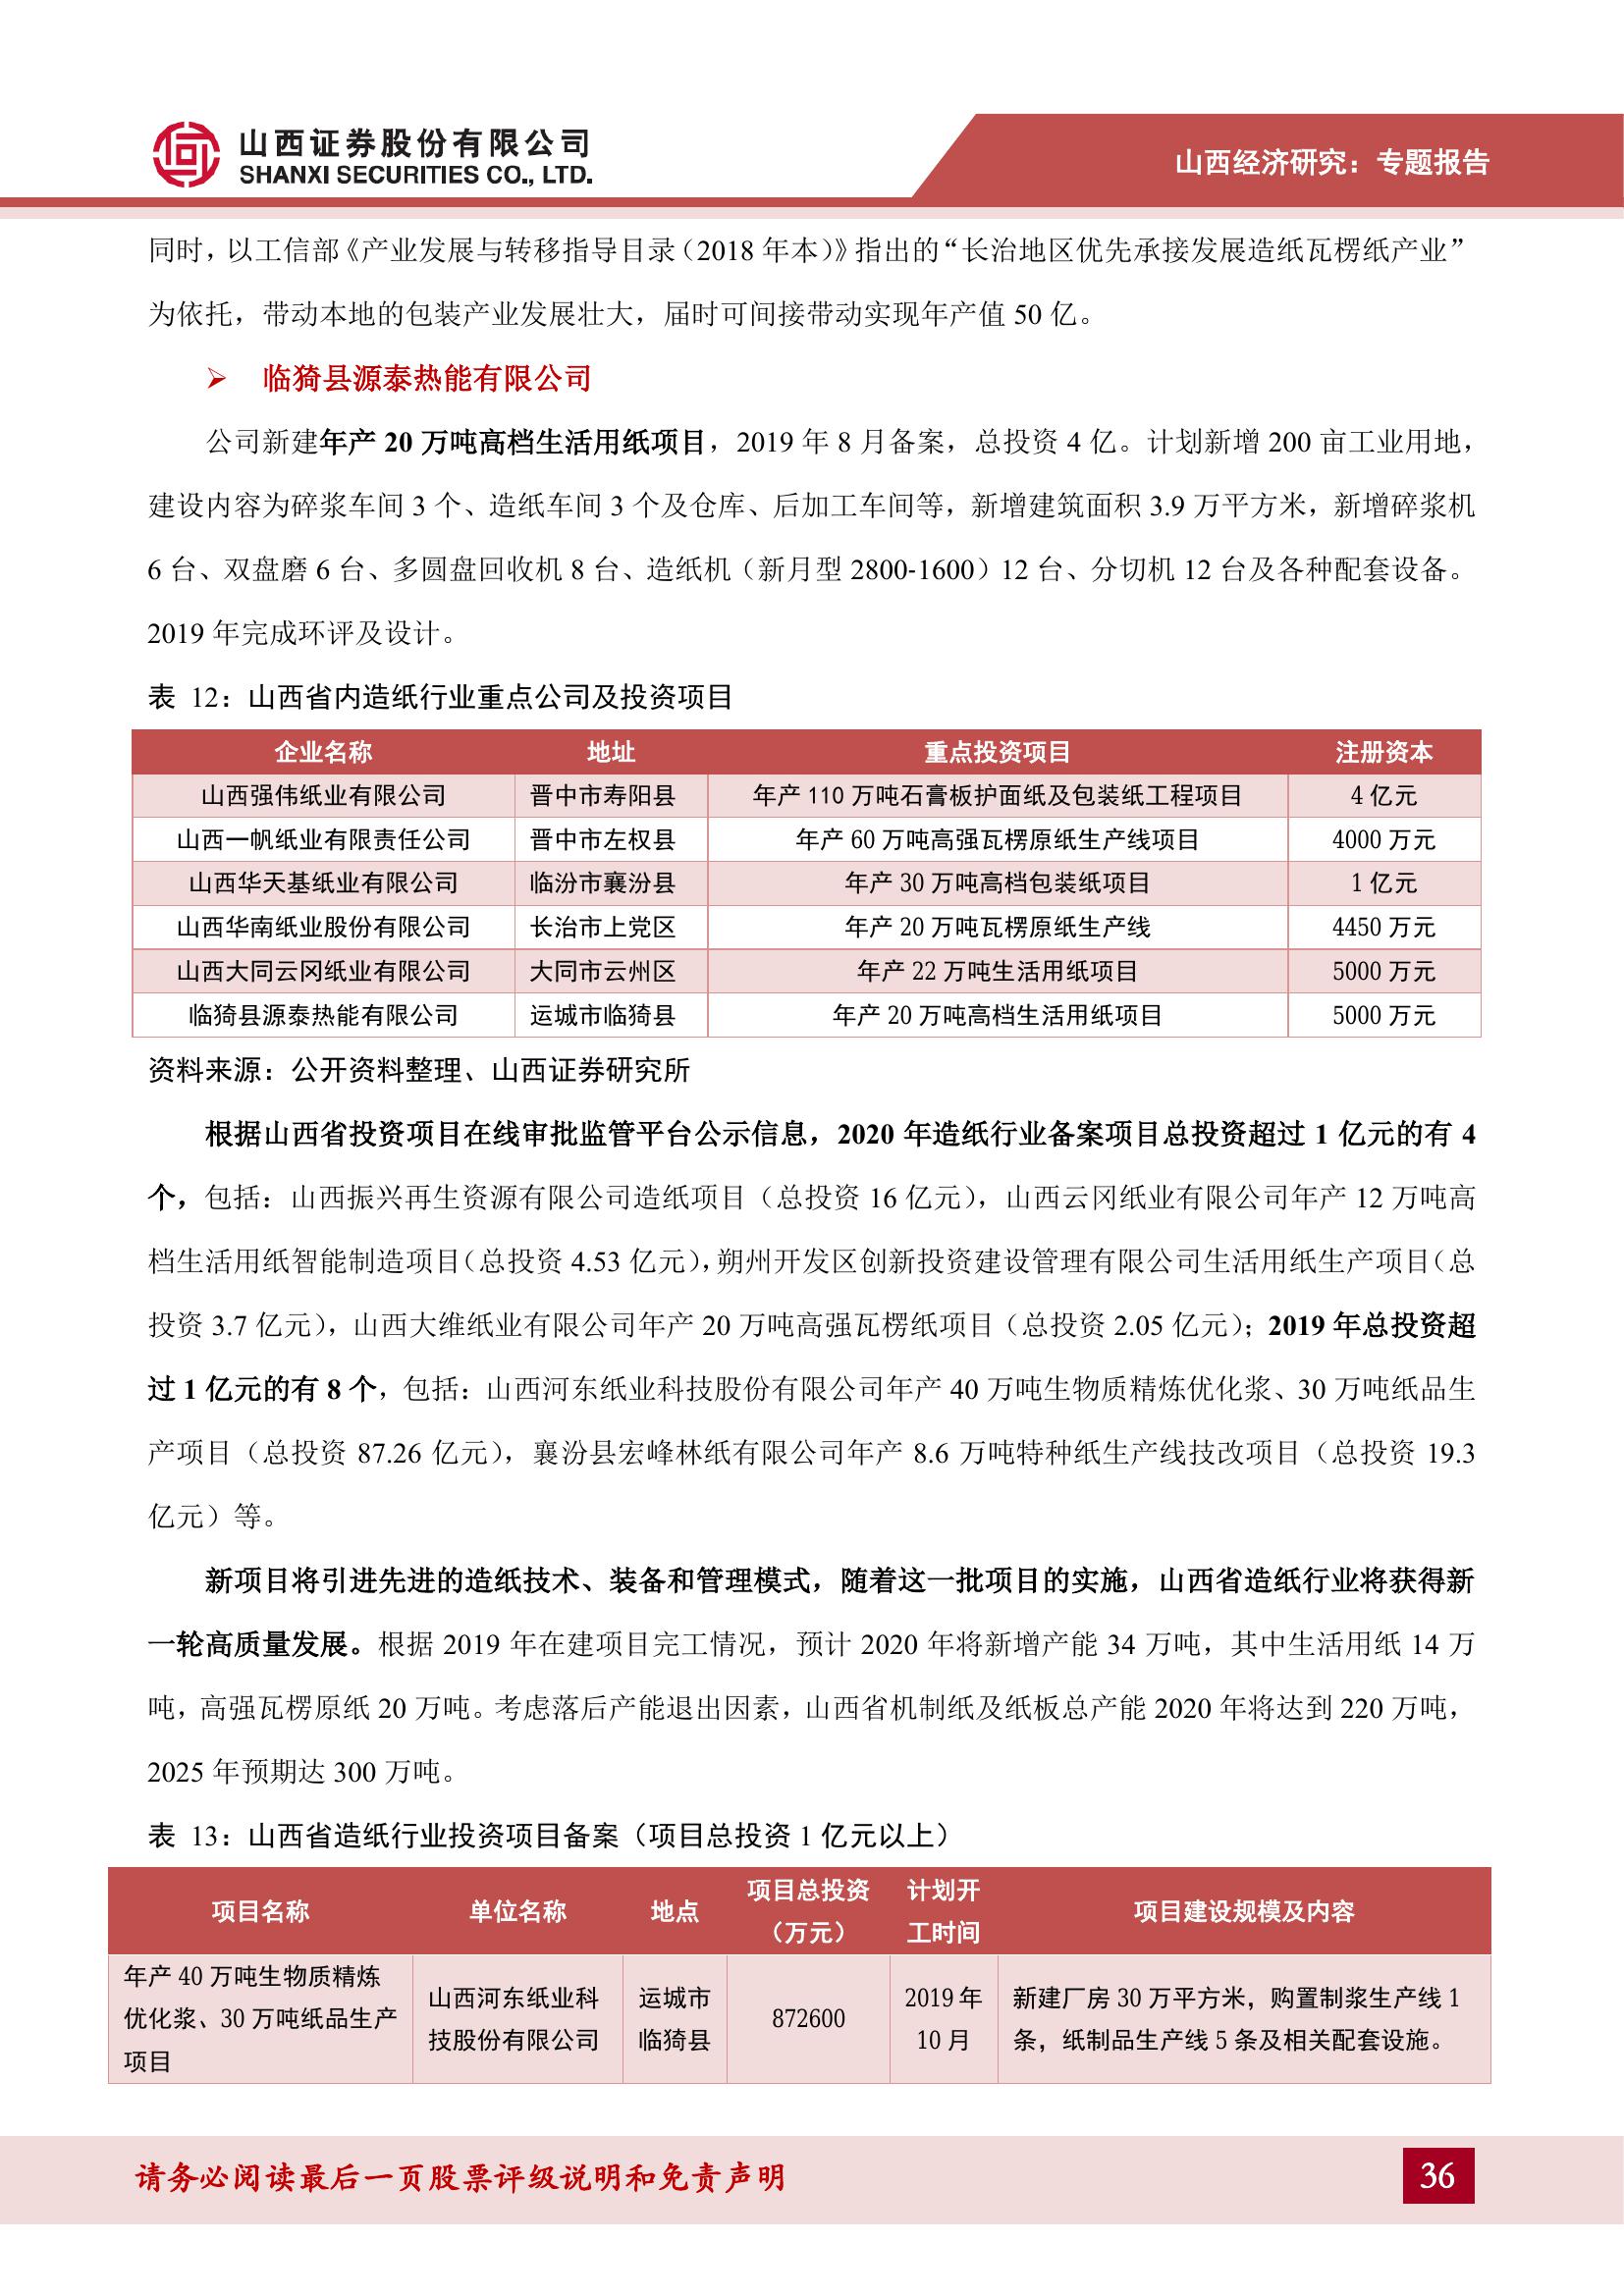 山西证券股份有限公司
SHANXI SECURITIES CO., LTD.
山西经济研究：专题报告
同时，以工信部《产业发展与转移指导目录（2018 年本）》指出的“长治地区优先承接发展造纸瓦楞纸产业”
为依托，带动本地的包装产业发展壮大，届时可间接带动实现年产值 50 亿。
➢ 临猗县源泰热能有限公司
公司新建年产 20 万吨高档生活用纸项目，2019 年 8 月备案，总投资 4 亿。计划新增 200 亩工业用地，
建设内容为碎浆车间 3 个、造纸车间 3 个及仓库、后加工车间等，新增建筑面积 3.9 万平方米，新增碎浆机
6 台、双盘磨 6 台、多圆盘回收机 8 台、造纸机（新月型 2800-1600）12 台、分切机 12 台及各种配套设备。
2019 年完成环评及设计。
表 12：山西省内造纸行业重点公司及投资项目
企业名称 地址 重点投资项目 注册资本
山西强伟纸业有限公司 晋中市寿阳县 年产 110 万吨石膏板护面纸及包装纸工程项目 4 亿元
山西一帆纸业有限责任公司 晋中市左权县 年产 60 万吨高强瓦楞原纸生产线项目 4000 万元
山西华天基纸业有限公司 临汾市襄汾县 年产 30 万吨高档包装纸项目 1 亿元
山西华南纸业股份有限公司 长治市上党区 年产 20 万吨瓦楞原纸生产线 4450 万元
山西大同云冈纸业有限公司 大同市云州区 年产 22 万吨生活用纸项目 5000 万元
临猗县源泰热能有限公司 运城市临猗县 年产 20 万吨高档生活用纸项目 5000 万元
资料来源：公开资料整理、山西证券研究所
根据山西省投资项目在线审批监管平台公示信息，2020 年造纸行业备案项目总投资超过 1 亿元的有 4
个，包括：山西振兴再生资源有限公司造纸项目（总投资 16 亿元），山西云冈纸业有限公司年产 12 万吨高
档生活用纸智能制造项目（总投资 4.53 亿元），朔州开发区创新投资建设管理有限公司生活用纸生产项目（总
投资 3.7 亿元），山西大维纸业有限公司年产 20 万吨高强瓦楞纸项目（总投资 2.05 亿元）；2019 年总投资超
过 1 亿元的有 8 个，包括：山西河东纸业科技股份有限公司年产 40 万吨生物质精炼优化浆、30 万吨纸品生
产项目（总投资 87.26 亿元），襄汾县宏峰林纸有限公司年产 8.6 万吨特种纸生产线技改项目（总投资 19.3
亿元）等。
新项目将引进先进的造纸技术、装备和管理模式，随着这一批项目的实施，山西省造纸行业将获得新
一轮高质量发展。根据 2019 年在建项目完工情况，预计 2020 年将新增产能 34 万吨，其中生活用纸 14 万
吨，高强瓦楞原纸 20 万吨。考虑落后产能退出因素，山西省机制纸及纸板总产能 2020 年将达到 220 万吨，
2025 年预期达 300 万吨。
表 13：山西省造纸行业投资项目备案（项目总投资 1 亿元以上）
项目名称 单位名称 地点 项目总投资 计划开 项目建设规模及内容
（万元） 工时间
年产 40 万吨生物质精炼
优化浆、30 万吨纸品生产
项目
山西河东纸业科
技股份有限公司
运城市
临猗县
872600
2019 年
10 月
新建厂房 30 万平方米，购置制浆生产线 1
条，纸制品生产线 5 条及相关配套设施。
请务必阅读最后一页股票评级说明和免责声明
36